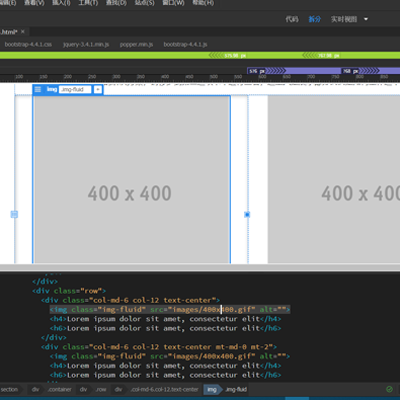 查看(V) 插入(I) 工具(T) 查找(D) 站点(S) 窗口(W) 帮助(H)
代码 拆分 实时视图
.html* ×
bootstrap-4.4.1.css jquery-3.4.1.min.js popper.min.js bootstrap-4.4.1.js
576 px
768 px
img .img-fluid +
400 x 400
400 x 400
</div>
<div class="row">
<div class="col-md-6 col-12 text-center">
<img class="img-fluid" src="images/400x400.gif" alt="">
<h4>Lorem ipsum dolor sit amet, consectetur elit</h4>
<h6>Lorem ipsum dolor sit amet, consectetur elit</h6>
</div>
<div class="col-md-6 col-12 text-center mt-md-0 mt-2">
<img class="img-fluid" src="images/400x400.gif" alt="">
<h4>Lorem ipsum dolor sit amet, consectetur elit</h4>
<h6>Lorem ipsum dolor sit amet, consectetur elit</h6>
section div .container div .row div .col-md-6.col-12.text-center img .img-fluid